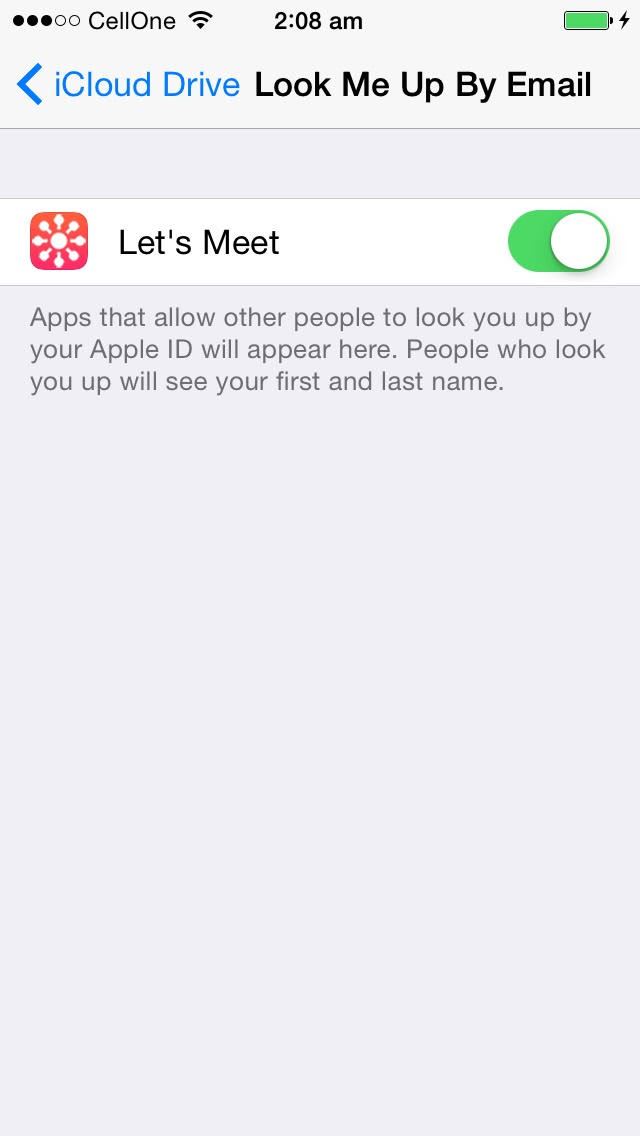 CellOne 2:08 am
iCloud Drive Look Me Up By Email
Let's Meet
Apps that allow other people to look you up by
your Apple ID will appear here. People who look
you up will see your first and last name.